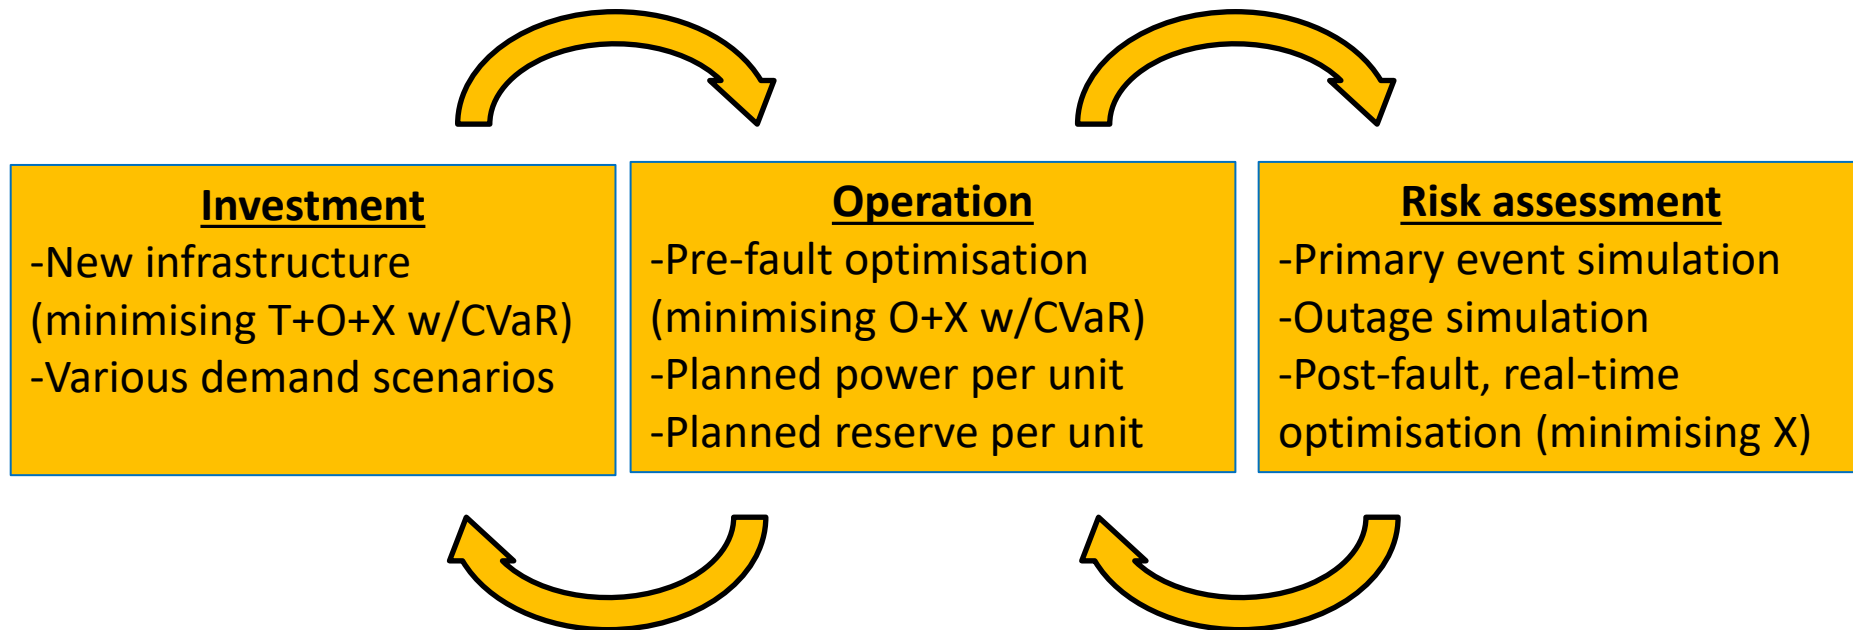 Investment
-New infrastructure
(minimising T+O+X w/CVaR)
-Various demand scenarios
Operation
-Pre-fault optimisation
(minimising O+X w/CVaR)
-Planned power per unit
-Planned reserve per unit
Risk assessment
-Primary event simulation
-Outage simulation
-Post-fault, real-time
optimisation (minimising X)